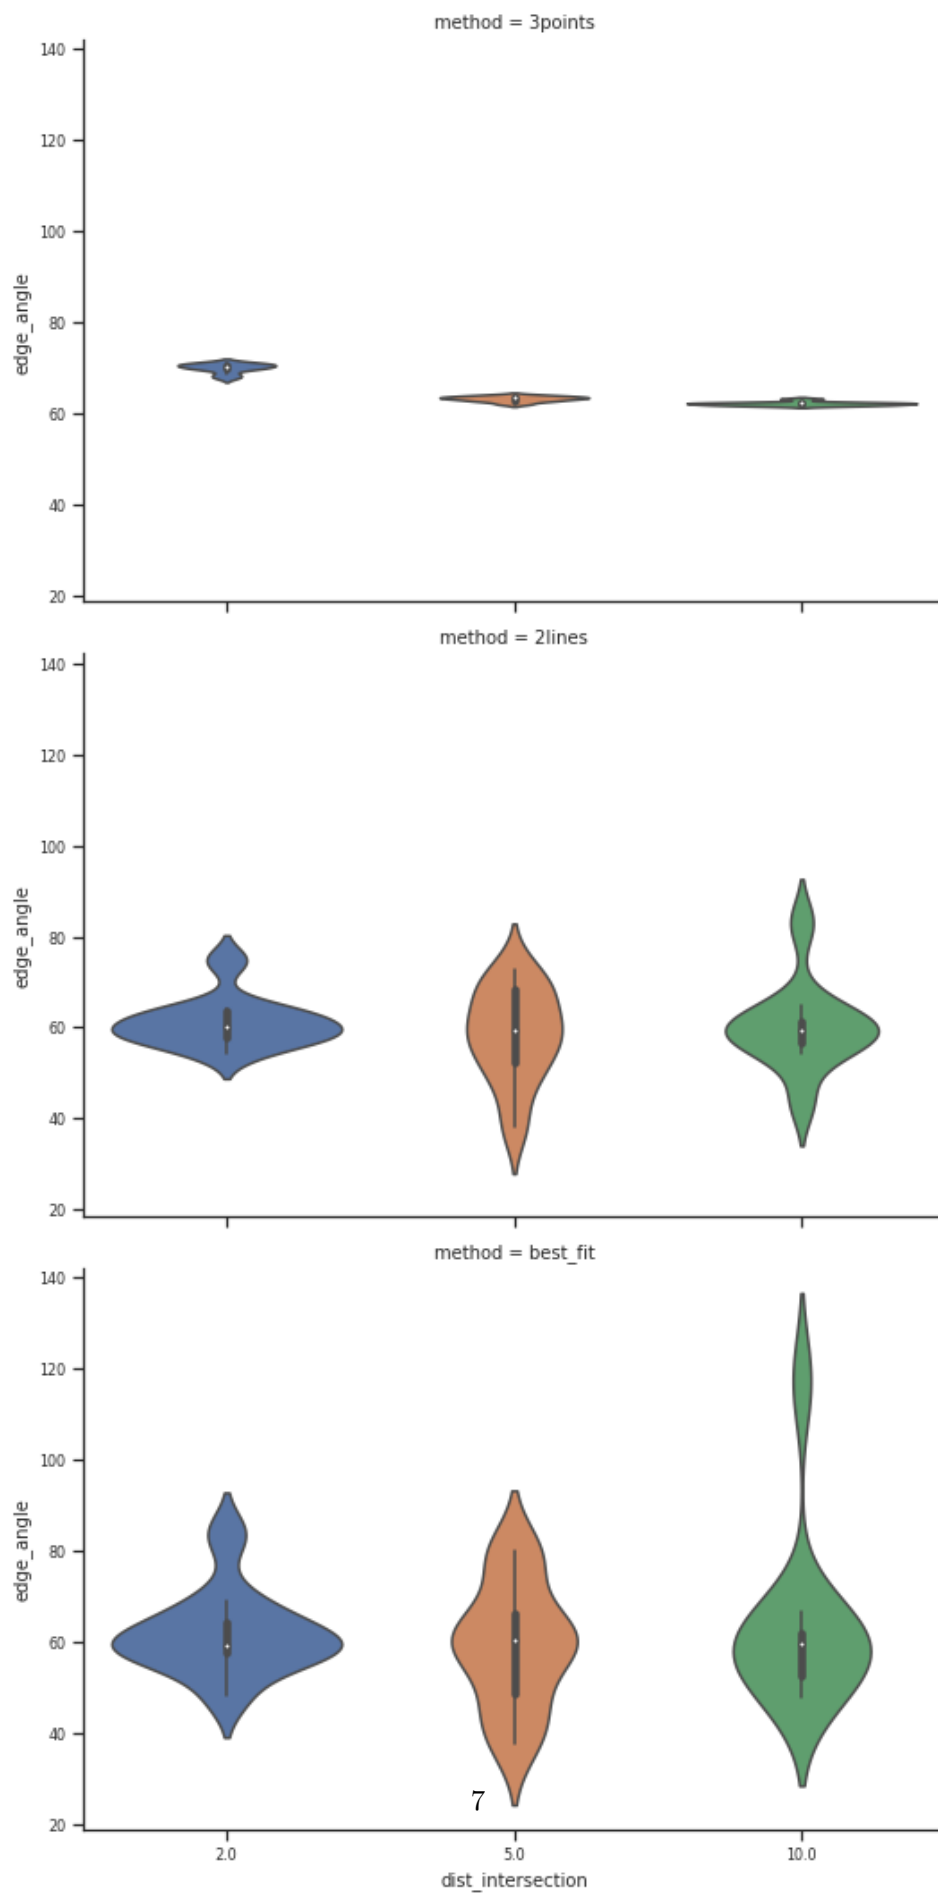 method = 3points
140
120
100
80
60
40
20
edge_angle
method = 2lines
140
120
100
80
60
40
20
edge_angle
method = best_fit
140
120
100
80
60
40
20
edge_angle
7
2.0 5.0 10.0
dist_intersection